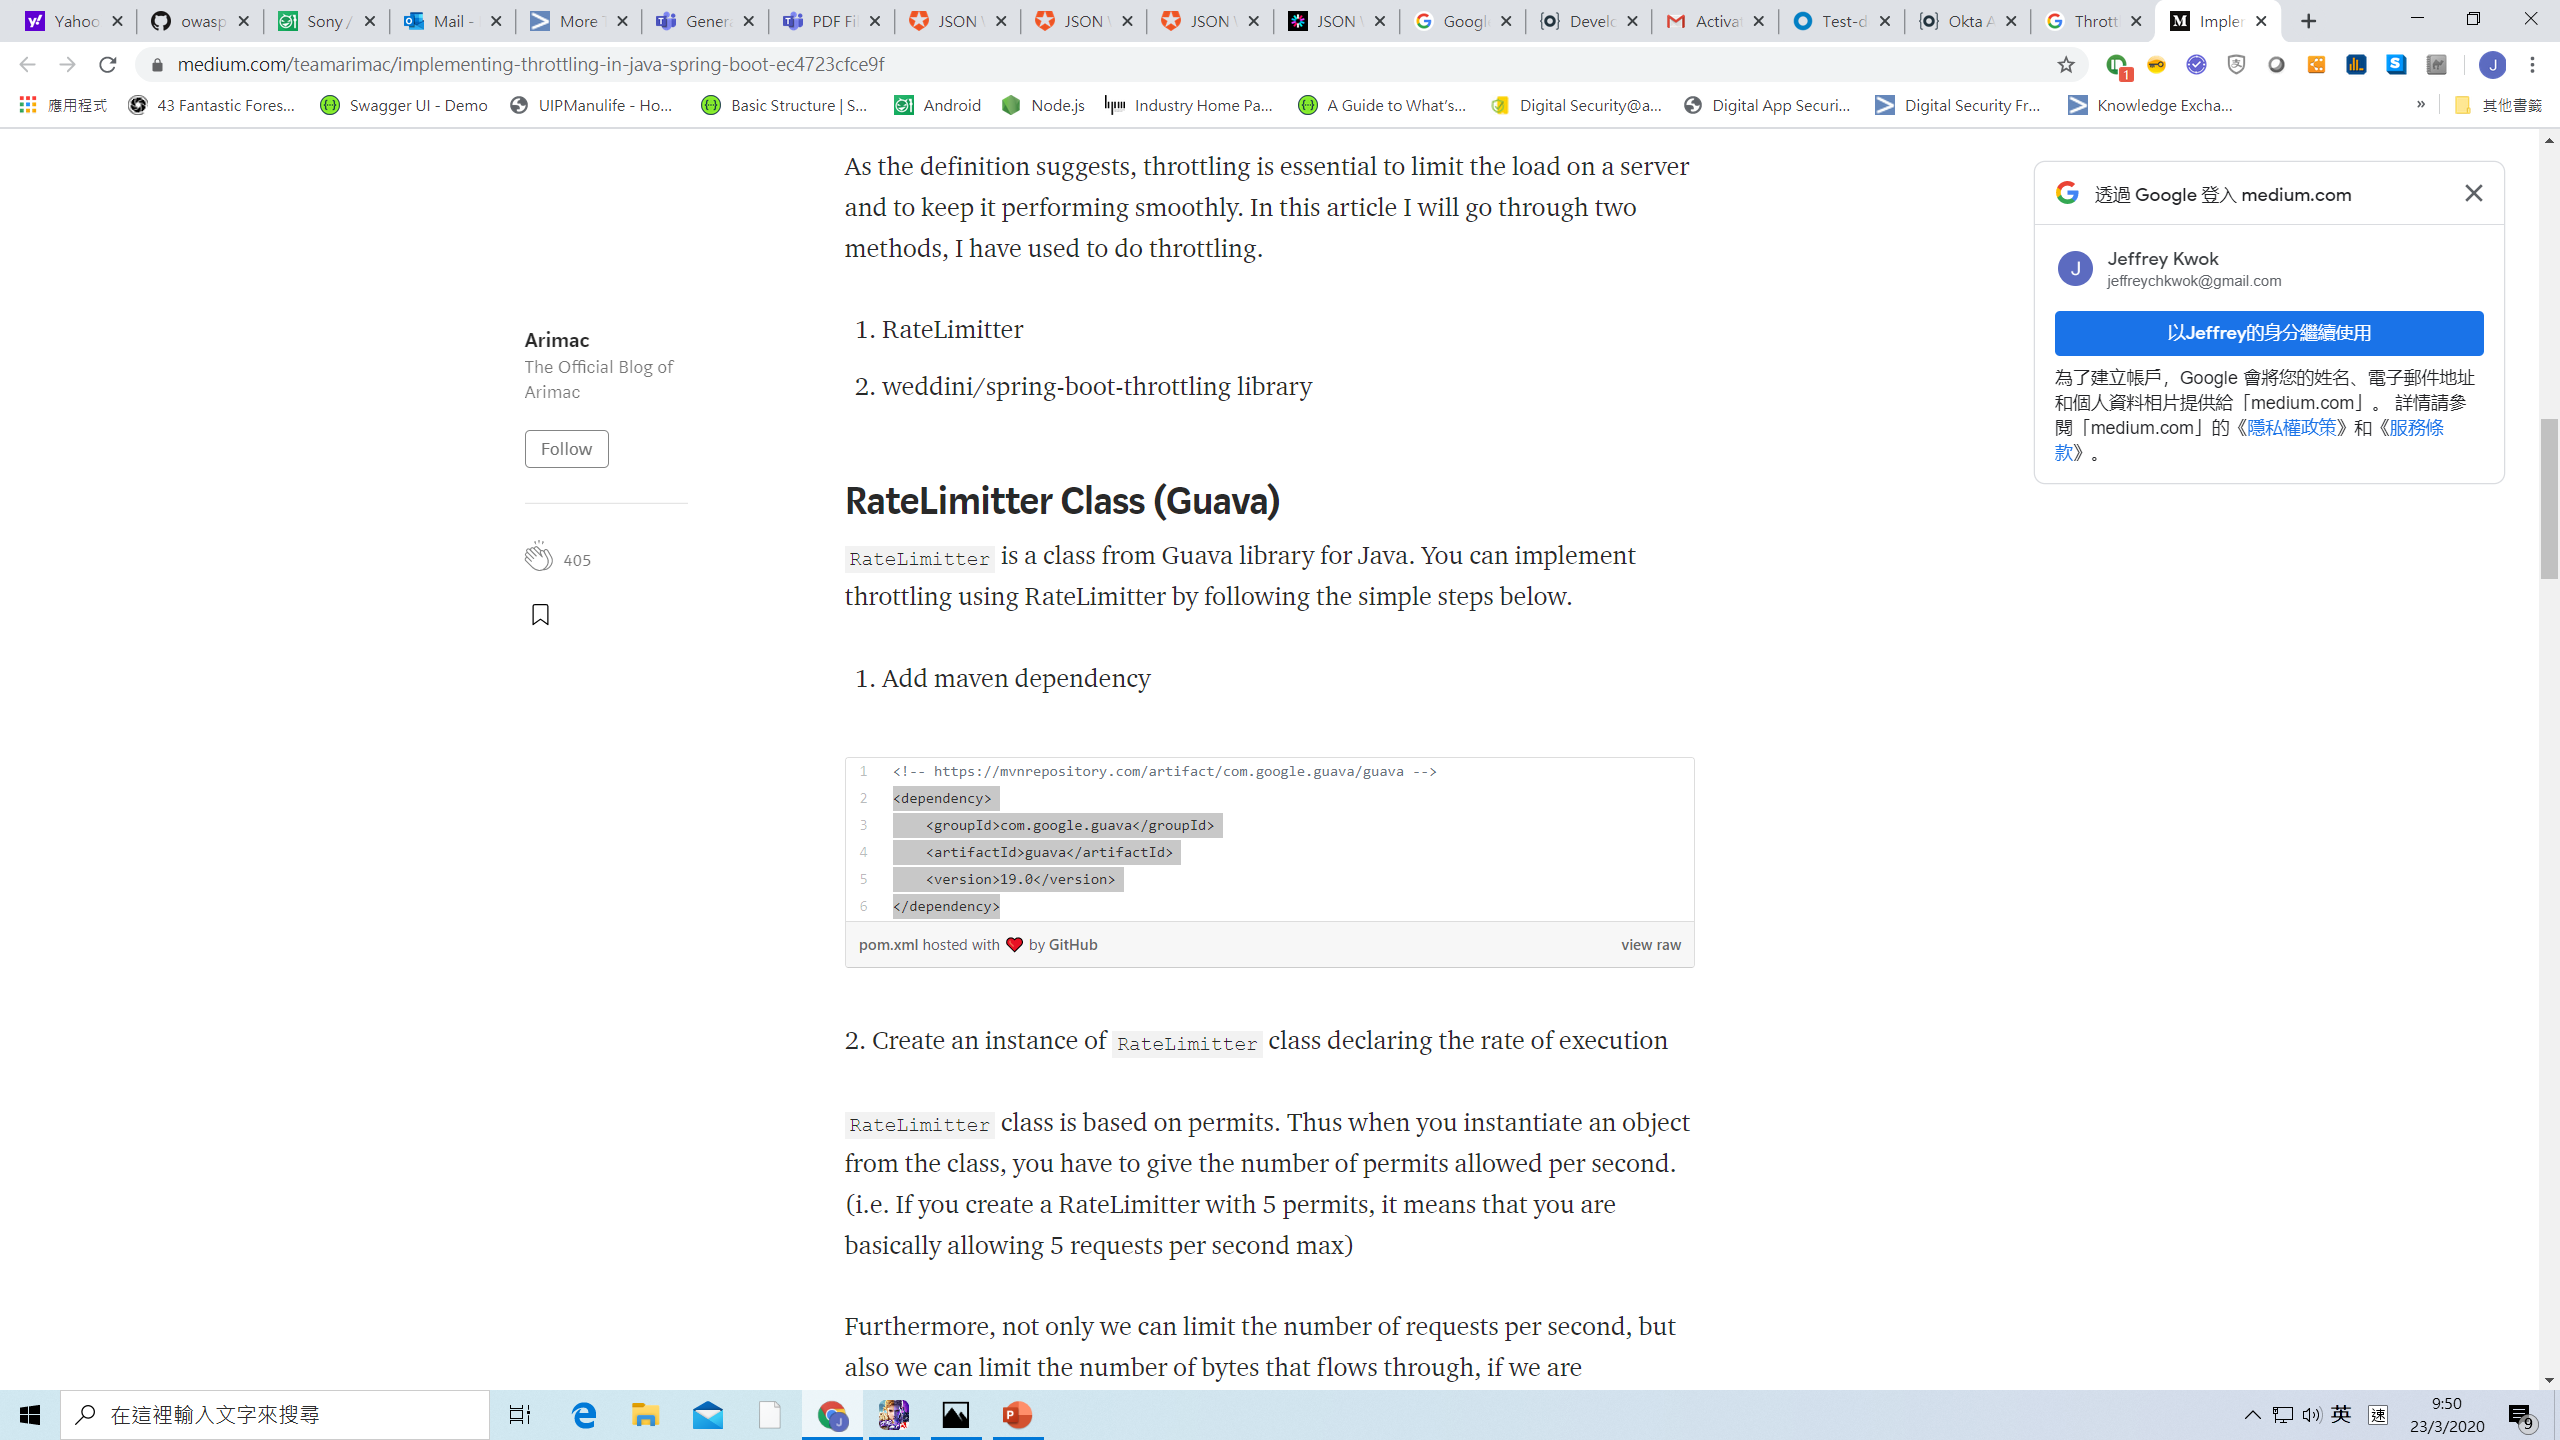 Yahoo
owasp
Sony /
Mail -
More T
Genera
PDF Fi
JSON W
JSON W
JSON W
JSON W
Google
Develo
Activat
Test-d
Okta A
Thrott
Imple
medium.com/teamarimac/implementing-throttling-in-java-spring-boot-ec4723cfce9f
1
J
應用程式
43 Fantastic Fores...
Swagger UI - Demo
UIPManulife - Ho...
Basic Structure | S...
Android
Node.js
Industry Home Pa...
A Guide to What's...
Digital Security@a...
Digital App Securi...
Digital Security Fr...
Knowledge Excha...
»
其他書籤
As the definition suggests, throttling is essential to limit the load on a server
and to keep it performing smoothly. In this article I will go through two
methods, I have used to do throttling.
1. RateLimitter
2. weddini/spring-boot-throttling library
Arimac
The Official Blog of
Arimac
Follow
405
透過 Google 登入 medium.com
J
Jeffrey Kwok
jeffreychkwok@gmail.com
以Jeffrey的身分繼續使用
為了建立帳戶，Google 會將您的姓名、電子郵件地址
和個人資料相片提供給「medium.com」。 詳情請參
閱「medium.com」的《隱私權政策》和《服務條
款》。
RateLimitter Class (Guava)
RateLimitter is a class from Guava library for Java. You can implement
throttling using RateLimitter by following the simple steps below.
1. Add maven dependency
1 <!-- https://mvnrepository.com/artifact/com.google.guava/guava -->
2 <dependency>
3 <groupId>com.google.guava</groupId>
4 <artifactId>guava</artifactId>
5 <version>19.0</version>
6 </dependency>
pom.xml hosted with ❤ by GitHub
view raw
2. Create an instance of RateLimitter class declaring the rate of execution
RateLimitter class is based on permits. Thus when you instantiate an object
from the class, you have to give the number of permits allowed per second.
(i.e. If you create a RateLimitter with 5 permits, it means that you are
basically allowing 5 requests per second max)
Furthermore, not only we can limit the number of requests per second, but
also we can limit the number of bytes that flows through, if we are
在這裡輸入文字來搜尋
英
速
9:50
23/3/2020
9